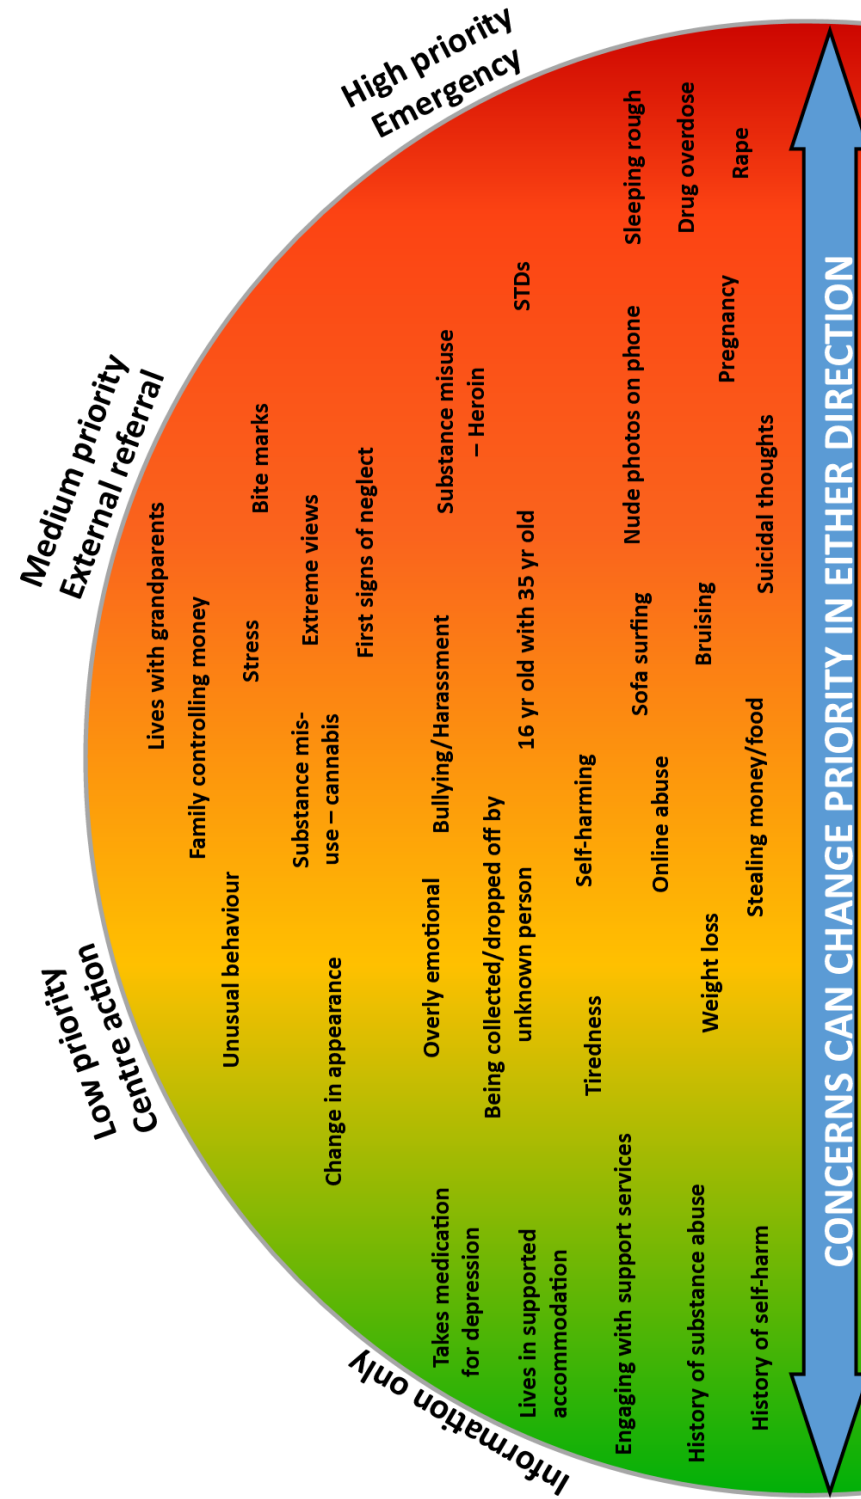 Information only
Low priority
Centre action
Medium priority
External referral
High priority
Emergency
Lives with grandparents
Family controlling money
Unusual behaviour
Stress
Bite marks
Substance mis-
use – cannabis
Extreme views
Change in appearance
First signs of neglect
Takes medication
for depression
Overly emotional
Bullying/Harassment
Substance misuse
– Heroin
Being collected/dropped off by
unknown person
Lives in supported
accommodation
16 yr old with 35 yr old
STDs
Tiredness
Self-harming
Engaging with support services
Sofa surfing
Nude photos on phone
Sleeping rough
Online abuse
History of substance abuse
Weight loss
Bruising
Drug overdose
Pregnancy
Rape
History of self-harm
Stealing money/food
Suicidal thoughts
CONCERNS CAN CHANGE PRIORITY IN EITHER DIRECTION